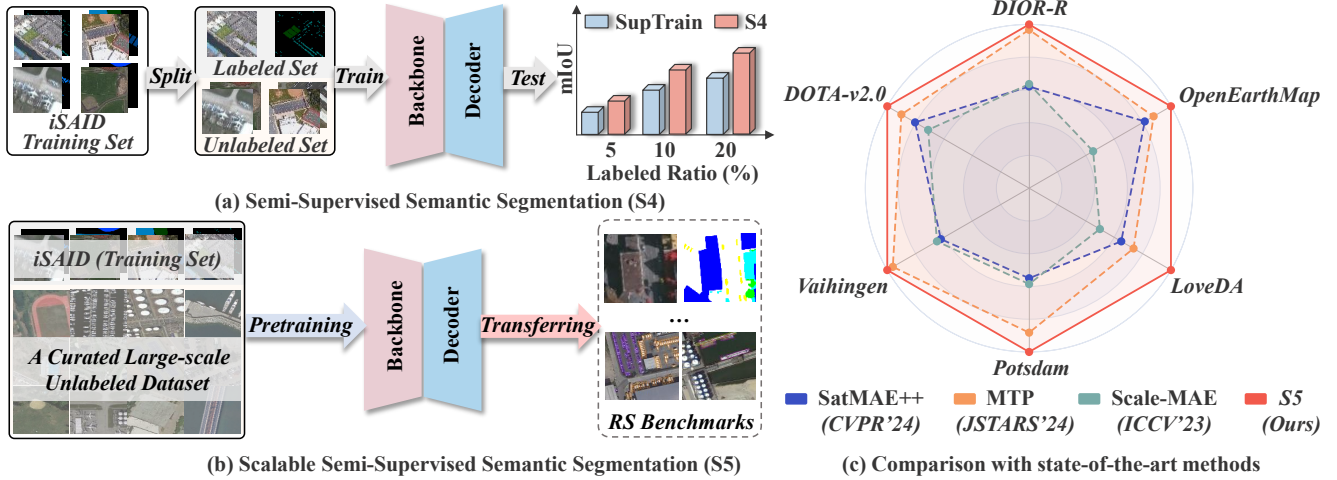 iSAID
Training Set
Split
Labeled Set
Unlabeled Set
Train
Backbone
Decoder
Test
mIoU
SupTrain
S4
5
10
20
Labeled Ratio (%)
(a) Semi-Supervised Semantic Segmentation (S4)
iSAID (Training Set)
A Curated Large-scale
Unlabeled Dataset
Pretraining
Backbone
Decoder
Transferring
...
RS Benchmarks
(b) Scalable Semi-Supervised Semantic Segmentation (S5)
DIOR-R
DOTA-v2.0
OpenEarthMap
Vaihingen
LoveDA
Potsdam
SatMAE++
(CVPR'24)
MTP
(JSTARS'24)
Scale-MAE
(ICCV'23)
S5
(Ours)
(c) Comparison with state-of-the-art methods